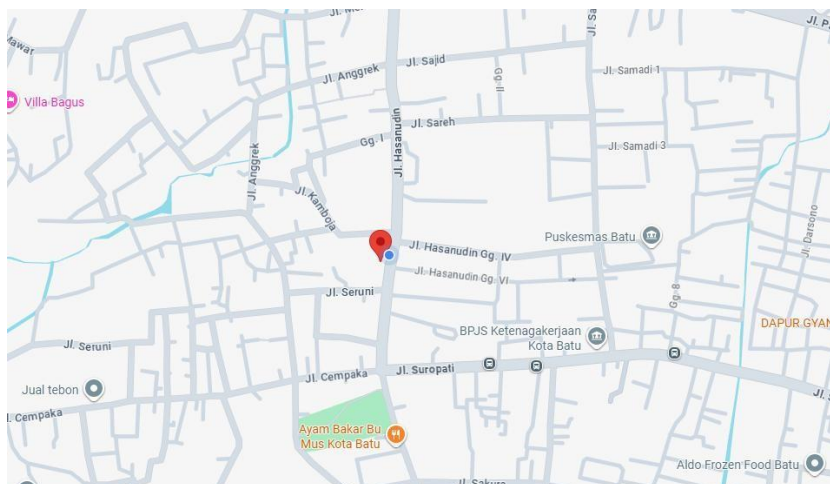 Mawar
Villa Bagus
Jl. Anggrek
Jl. Sajid
Gg. II
Jl. Samadi 1
Jl. Hasanudin
Jl. Sareh
Gg. I
Jl. Samadi 3
Jl. Anggrek
Jl. Kamboja
Jl. Hasanudin Gg. IV
Puskesmas Batu
Jl. Darsono
Jl. Hasanudin Gg. VI
Jl. Seruni
Gg. 8
Jl. Seruni
BPJS Ketenagakerjaan
Kota Batu
DAPUR GYAN
Jl. Cempaka
Jl. Suropati
Jual tebon
Jl. Cempaka
Ayam Bakar Bu
Mus Kota Batu
Aldo Frozen Food Batu